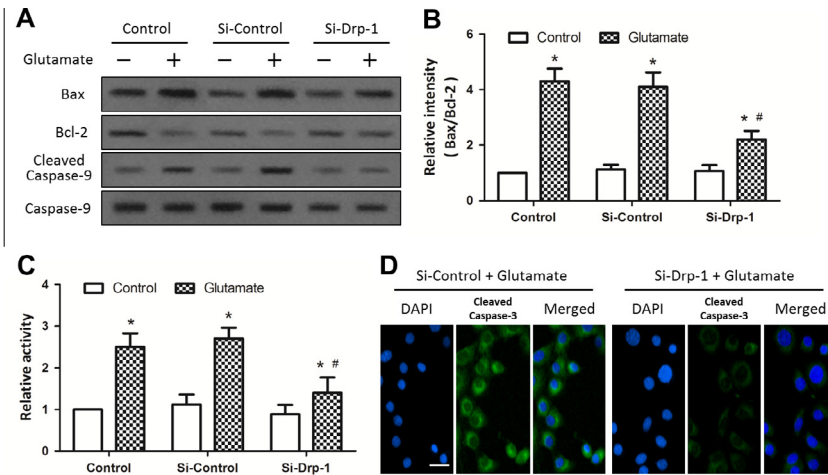 A
Control Si-Control Si-Drp-1
Glutamate − + − + − +
Bax
Bcl-2
Cleaved
Caspase-9
Caspase-9
B
Control Glutamate
Relative intensity
( Bax/Bcl-2 )
6
4
2
0
* * * #
Control Si-Control Si-Drp-1
C
Control Glutamate
Relative activity
4
3
2
1
0
* * * #
Control Si-Control Si-Drp-1
D
Si-Control + Glutamate Si-Drp-1 + Glutamate
DAPI Cleaved Caspase-3 Merged DAPI Cleaved Caspase-3 Merged